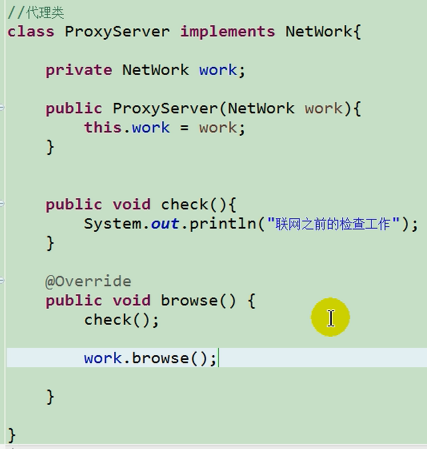 //代理类
class ProxyServer implements NetWork{
private NetWork work;
public ProxyServer(NetWork work){
this.work = work;
}
public void check(){
System.out.println("联网之前的检查工作");
}
@Override
public void browse() {
check();
work.browse();
}
}